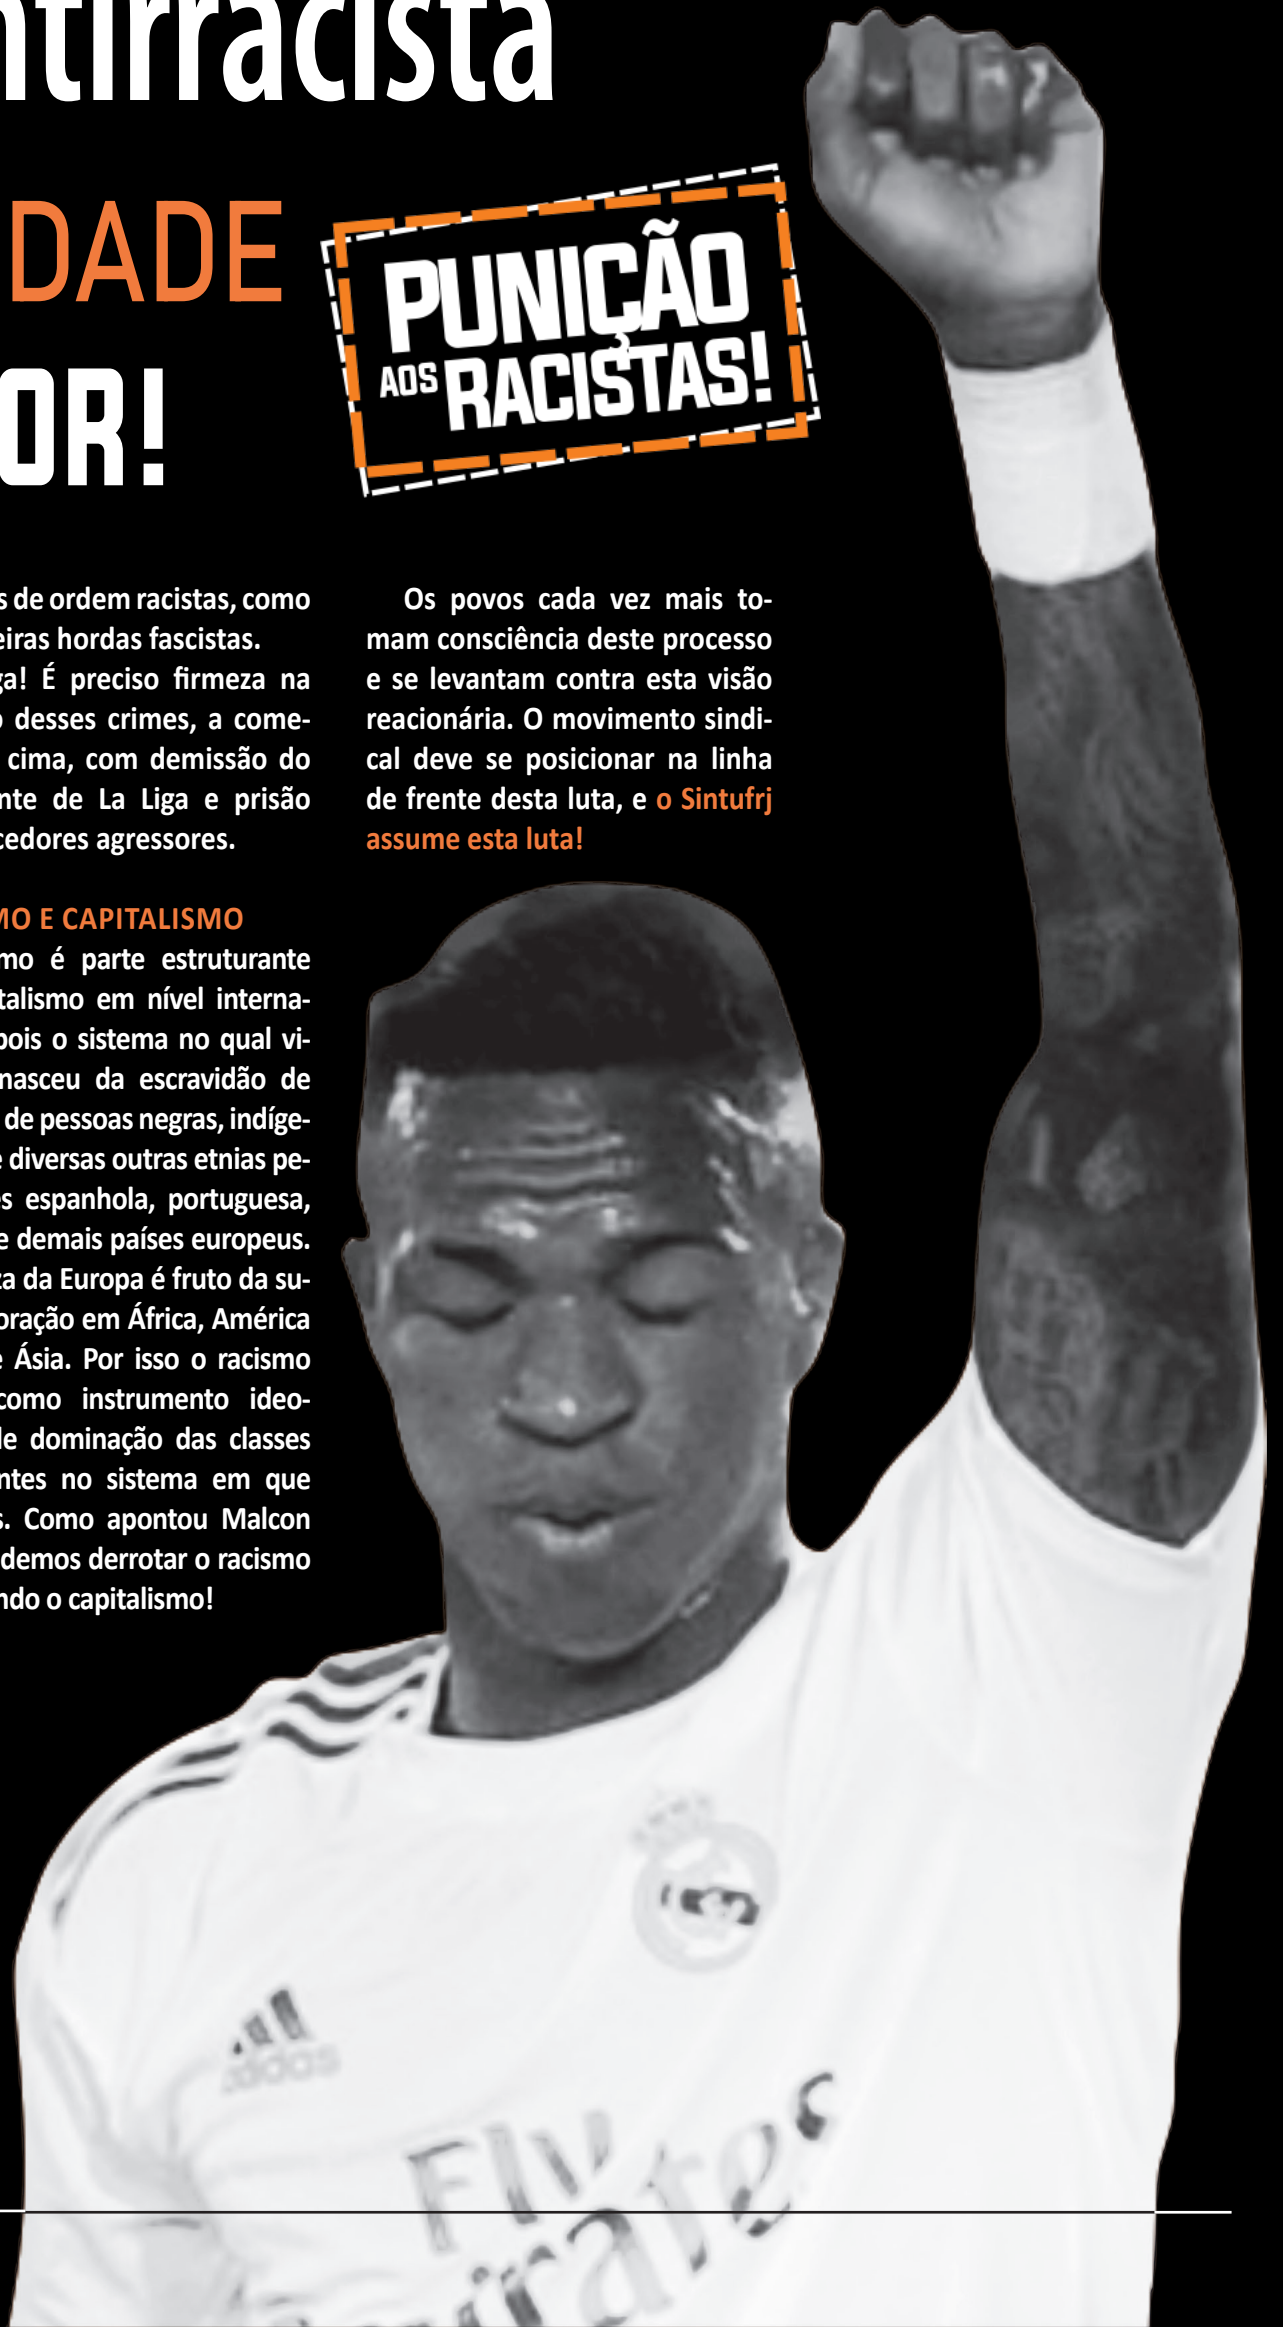 ntirracista
DADE
OR!
PUNIÇÃO
AOS RACISTAS!
s de ordem racistas, como
eiras hordas fascistas.
ga! É preciso firmeza na
o desses crimes, a come-
cima, com demissão do
nte de La Liga e prisão
cedores agressores.
MO E CAPITALISMO
mo é parte estruturante
talismo em nível interna-
pois o sistema no qual vi-
nasceu da escravidão de
de pessoas negras, indíge-
e diversas outras etnias pe-
es espanhola, portuguesa,
e demais países europeus.
za da Europa é fruto da su-
oração em África, América
e Ásia. Por isso o racismo
como instrumento ideo-
de dominação das classes
ntes no sistema em que
s. Como apontou Malcon
demos derrotar o racismo
ndo o capitalismo!
Os povos cada vez mais to-
mam consciência deste processo
e se levantam contra esta visão
reacionária. O movimento sindi-
cal deve se posicionar na linha
de frente desta luta, e o Sintufrj
assume esta luta!
adidas
Fly
Emirates